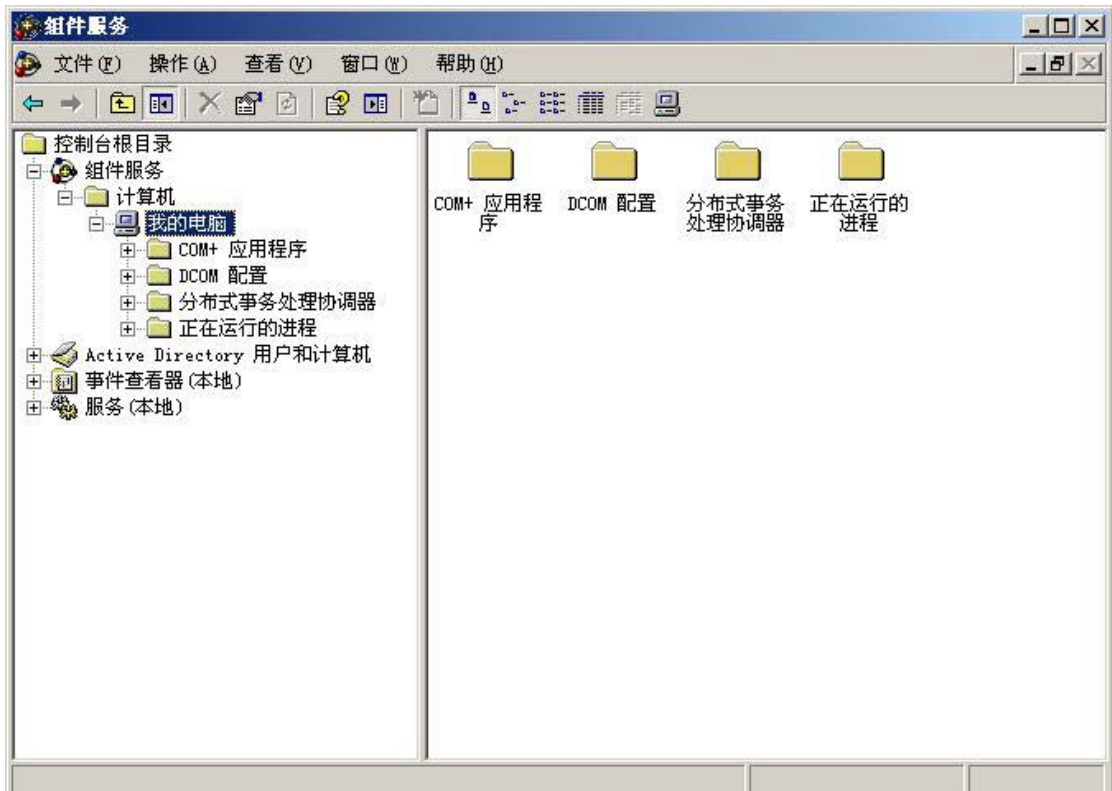 组件服务
文件(F) 操作(A) 查看(V) 窗口(W) 帮助(H)
控制台根目录
组件服务
计算机
我的电脑
COM+ 应用程序
DCOM 配置
分布式事务处理协调器
正在运行的进程
Active Directory 用户和计算机
事件查看器(本地)
服务(本地)
COM+ 应用程
序
DCOM 配置
分布式事务
处理协调器
正在运行的
进程